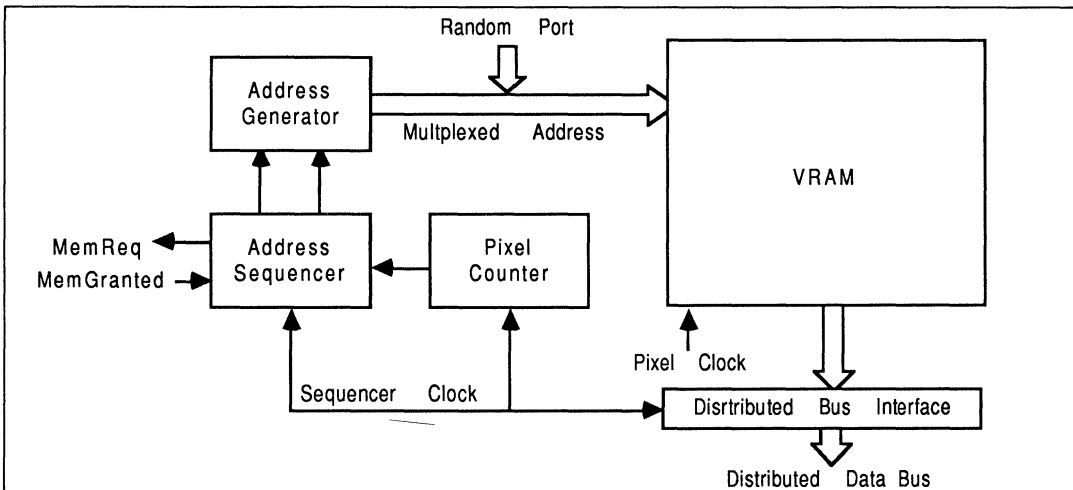 Random Port
Address
Generator
Multplexed Address
VRAM
MemReq
MemGranted
Address
Sequencer
Pixel
Counter
Pixel Clock
Sequencer Clock
Disrtributed Bus Interface
Distributed Data Bus